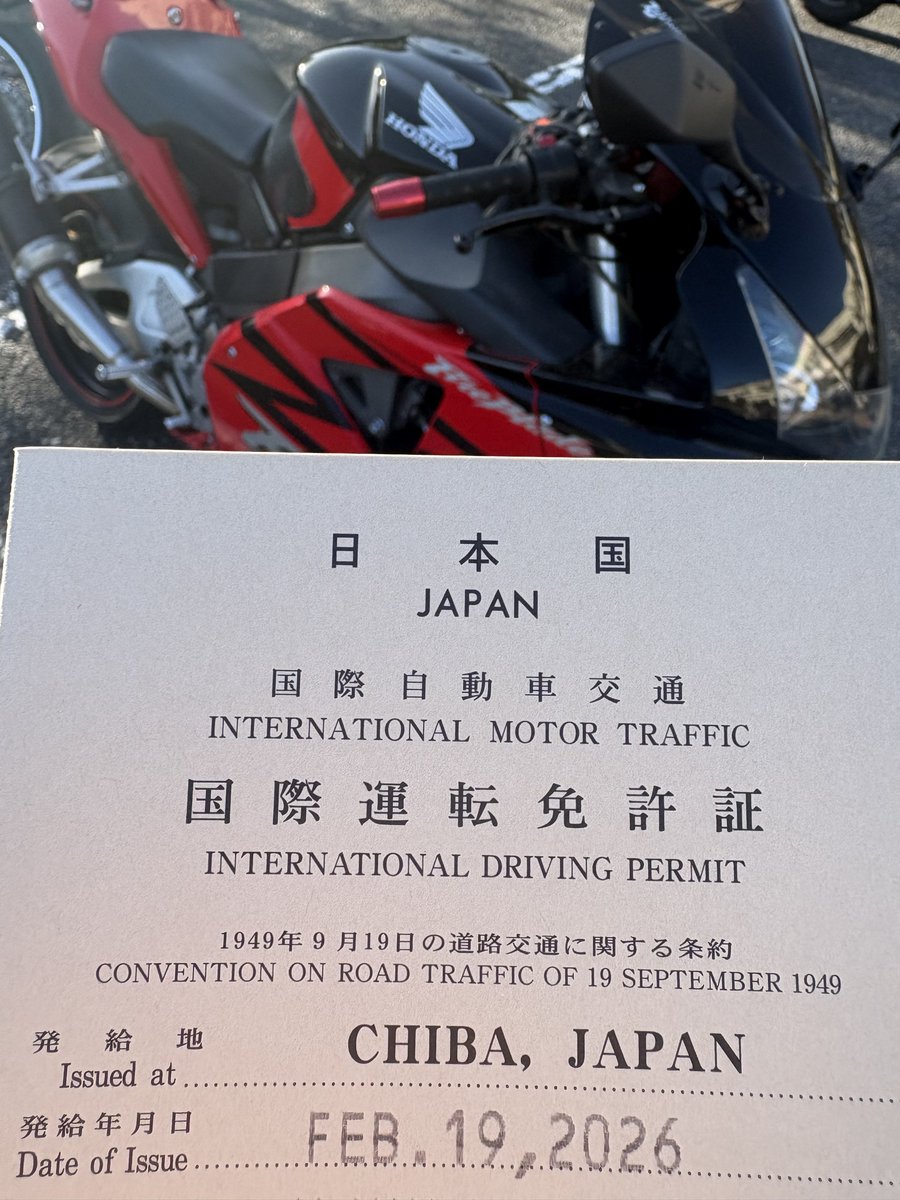 HONDA
FireBlade
日本国
JAPAN
国際自動車交通
INTERNATIONAL MOTOR TRAFFIC
国際運転免許証
INTERNATIONAL DRIVING PERMIT
1949年9月19日の道路交通に関する条約
CONVENTION ON ROAD TRAFFIC OF 19 SEPTEMBER 1949
発給地
CHIBA, JAPAN
Issued at
発給年月日
FEB.19,2026
Date of Issue